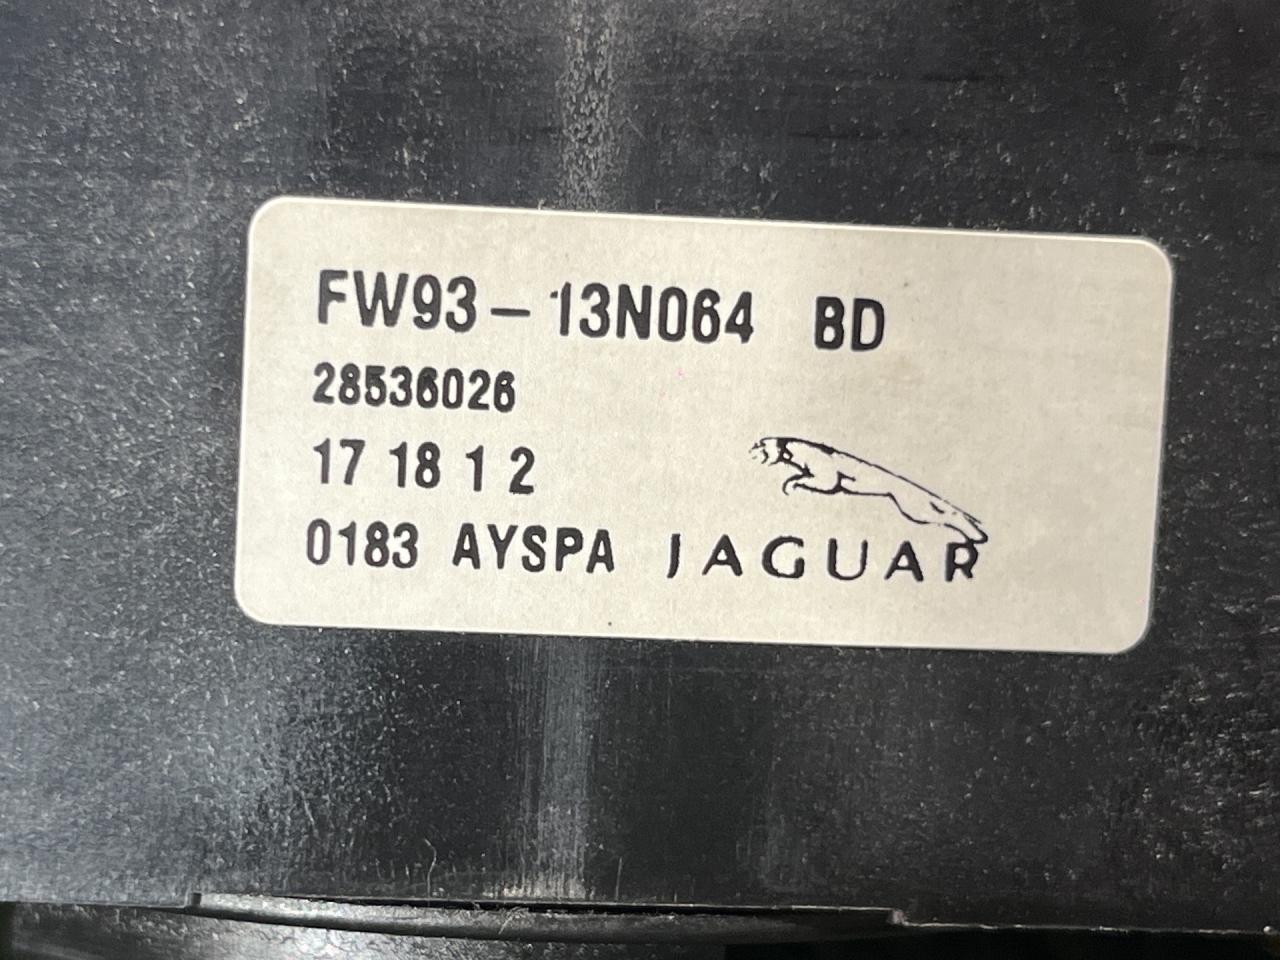 FW93-13N064 BD
28536026
17 18 1 2
0183 AYSPA JAGUAR